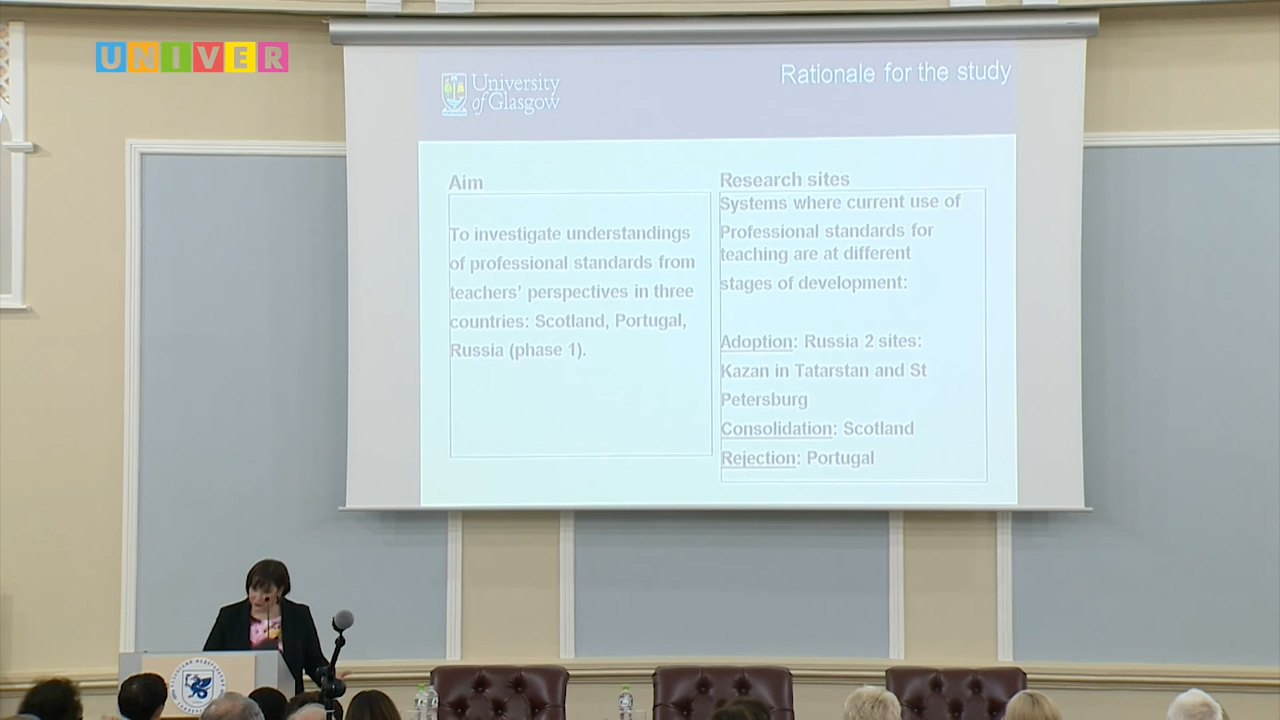 UNIVER
University
of Glasgow
Rationale for the study
Aim
To investigate understandings
of professional standards from
teachers’ perspectives in three
countries: Scotland, Portugal,
Russia (phase 1).
Research sites
Systems where current use of
Professional standards for
teaching are at different
stages of development:
Adoption: Russia 2 sites:
Kazan in Tatarstan and St
Petersburg
Consolidation: Scotland
Rejection: Portugal